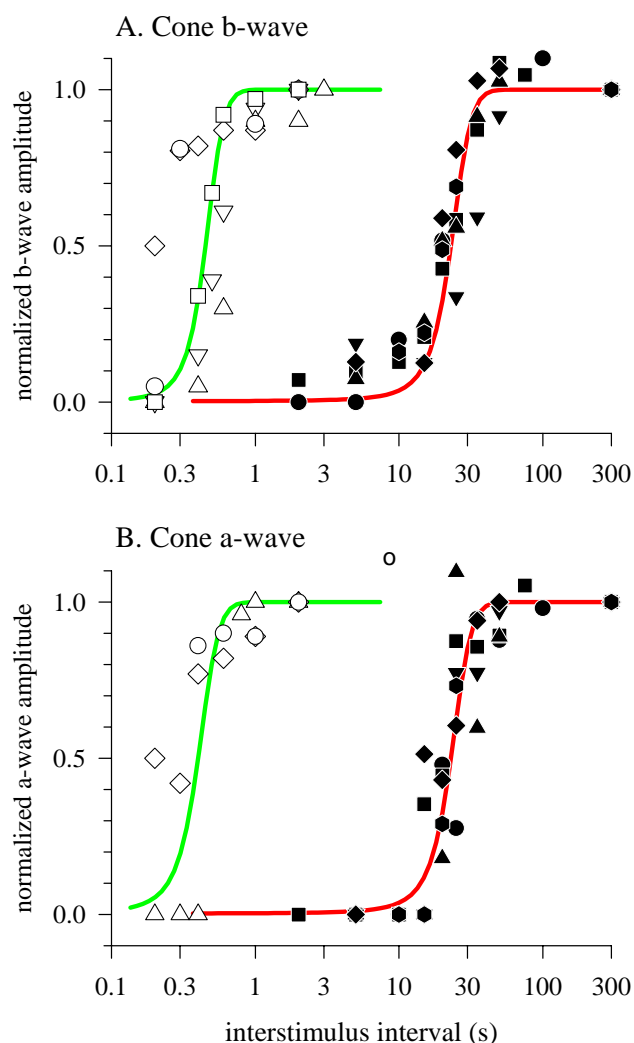 A. Cone b-wave
normalized b-wave amplitude
1.0
0.5
0.0
0.1 0.3 1 3 10 30 100 300
B. Cone a-wave
o
normalized a-wave amplitude
1.0
0.5
0.0
0.1 0.3 1 3 10 30 100 300
interstimulus interval (s)